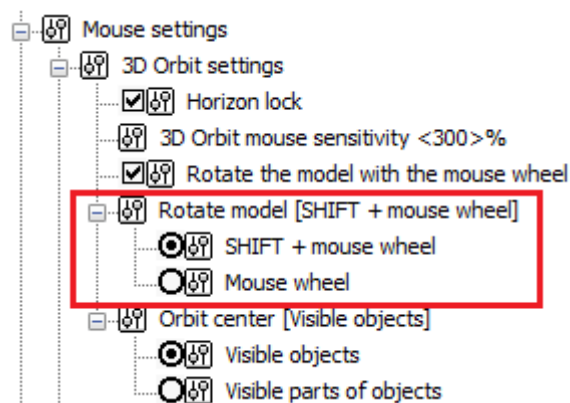 Mouse settings
3D Orbit settings
Horizon lock
3D Orbit mouse sensitivity <300>%
Rotate the model with the mouse wheel
Rotate model [SHIFT + mouse wheel]
SHIFT + mouse wheel
Mouse wheel
Orbit center [Visible objects]
Visible objects
Visible parts of objects